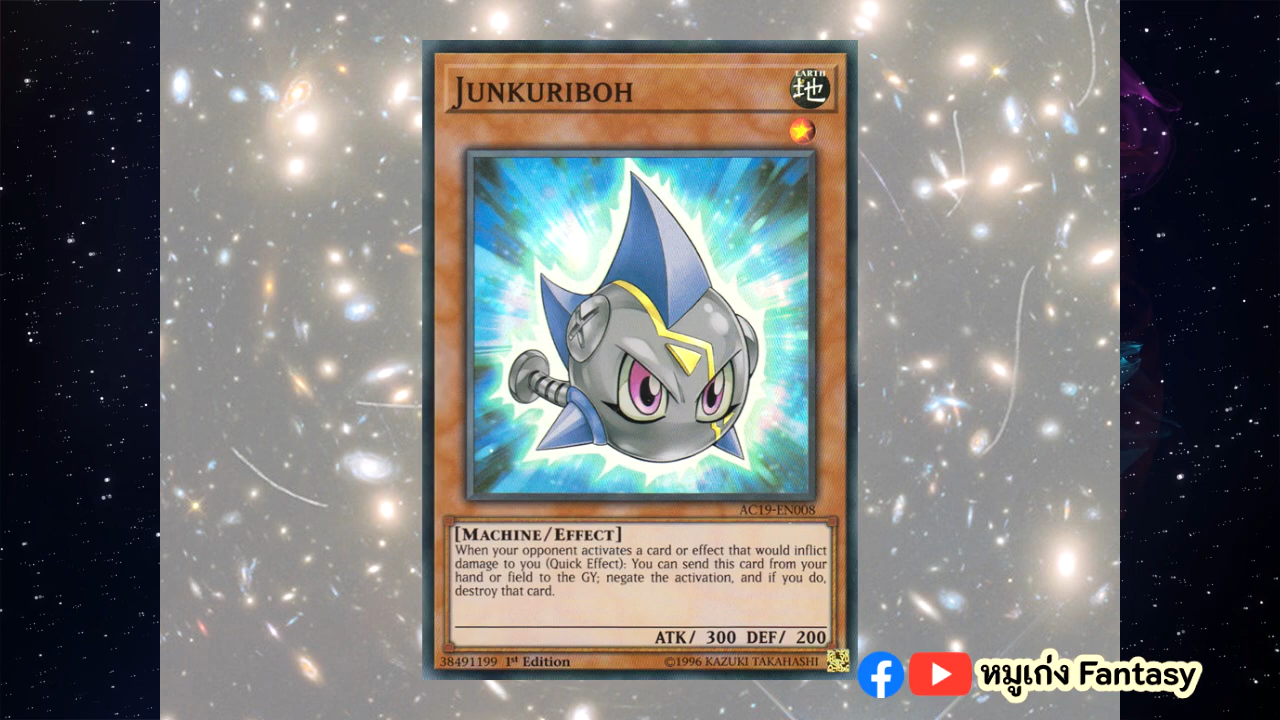 JUNKURIBOH
EARTH
地
AC19-EN008
[MACHINE/EFFECT]
When your opponent activates a card or effect that would inflict
damage to you (Quick Effect): You can send this card from your
hand or field to the GY; negate the activation, and if you do,
destroy that card.
ATK/ 300 DEF/ 200
38491199 1st Edition ©1996 KAZUKI TAKAHASHI
หมูเก่ง Fantasy